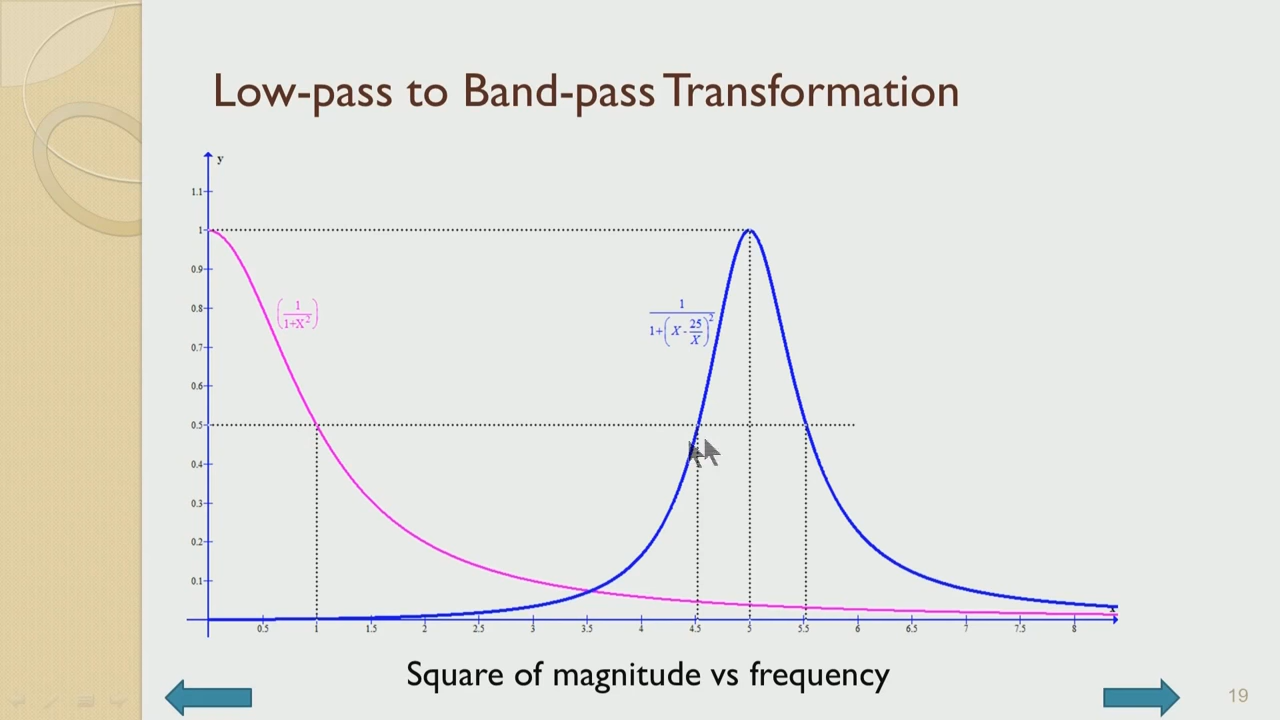 Low-pass to Band-pass Transformation
y
1.1
1
0.9
0.8
0.7
0.6
0.5
0.4
0.3
0.2
0.1
(1/(1+X²))
1/(1+(X-25/X)²)
0.5 1 1.5 2 2.5 3 3.5 4 4.5 5 5.5 6 6.5 7 7.5 8
x
Square of magnitude vs frequency
19